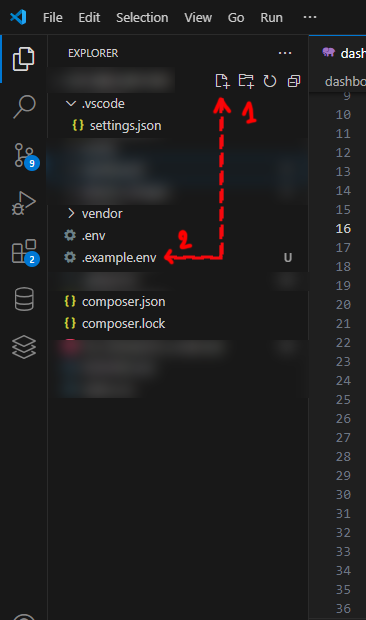 File Edit Selection View Go Run ...
EXPLORER ...
dash
1
dashbo
.vscode
{} settings.json
9
vendor
2
.env
.example.env U
2
{} composer.json
{} composer.lock
9
10
11
12
13
14
15
16
17
18
19
20
21
22
23
24
25
26
27
28
29
30
31
32
33
34
35
36